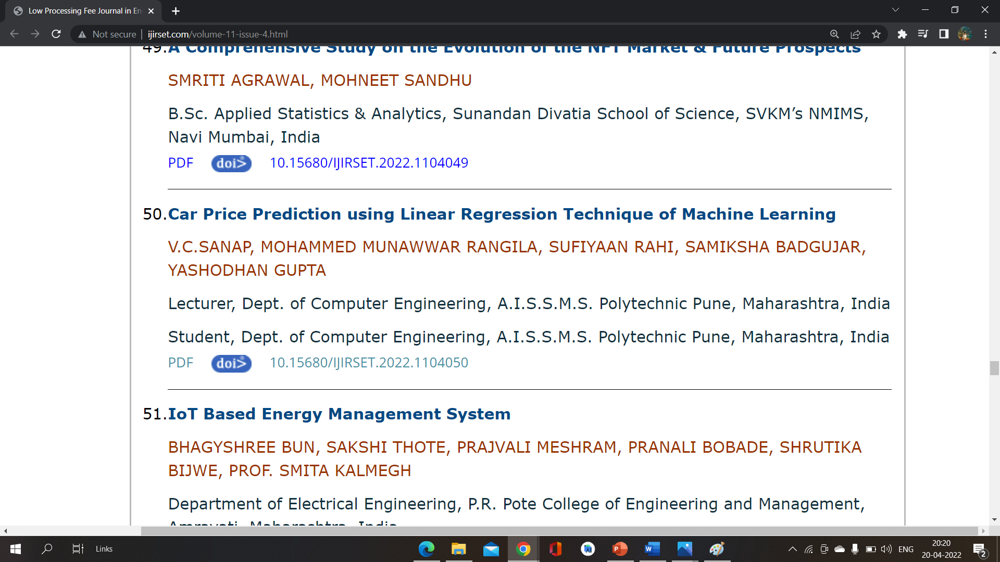 Low Processing Fee Journal in En
Not secure
ijirset.com/volume-11-issue-4.html
49. A Comprehensive Study on the Evolution of the NFT Market & Future Prospects
SMRITI AGRAWAL, MOHNEET SANDHU
B.Sc. Applied Statistics & Analytics, Sunandan Divatia School of Science, SVKM’s NMIMS,
Navi Mumbai, India
PDF doi> 10.15680/IJIRSET.2022.1104049
50. Car Price Prediction using Linear Regression Technique of Machine Learning
V.C.SANAP, MOHAMMED MUNAWWAR RANGILA, SUFIYAAN RAHI, SAMIKSHA BADGUJAR,
YASHODHAN GUPTA
Lecturer, Dept. of Computer Engineering, A.I.S.S.M.S. Polytechnic Pune, Maharashtra, India
Student, Dept. of Computer Engineering, A.I.S.S.M.S. Polytechnic Pune, Maharashtra, India
PDF doi> 10.15680/IJIRSET.2022.1104050
51. IoT Based Energy Management System
BHAGYSHREE BUN, SAKSHI THOTE, PRAJVALI MESHRAM, PRANALI BOBADE, SHRUTIKA
BIJWE, PROF. SMITA KALMEGH
Department of Electrical Engineering, P.R. Pote College of Engineering and Management,
Amravati, Maharashtra, India
Links
ENG
20:20
20-04-2022
2